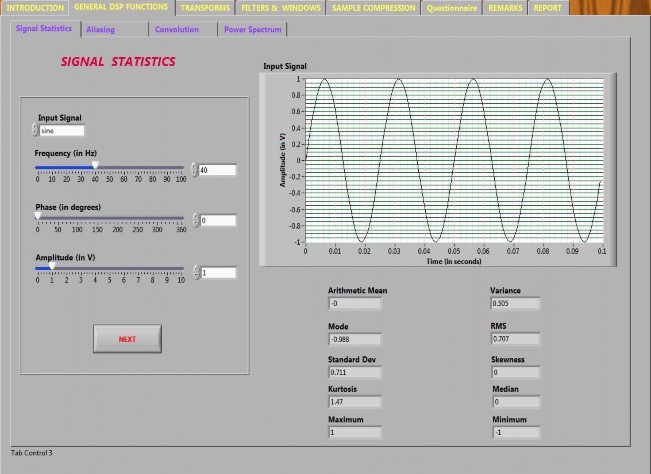 INTRODUCTION GENERAL DSP FUNCTIONS TRANSFORMS FILTERS & WINDOWS SAMPLE COMPRESSION Questionnaire REMARKS REPORT
Signal Statistics Aliasing Convolution Power Spectrum
SIGNAL STATISTICS
Input Signal
sine
Frequency (in Hz)
40
0 10 20 30 40 50 60 70 80 90 100
Phase (in degrees)
0
0 50 100 150 200 250 300 360
Amplitude (in V)
1
0 1 2 3 4 5 6 7 8 9 10
NEXT
Input Signal
1
0.8
0.6
0.4
0.2
0
-0.2
-0.4
-0.6
-0.8
-1
Amplitude (in V)
0 0.01 0.02 0.03 0.04 0.05 0.06 0.07 0.08 0.09 0.1
Time (in seconds)
Arithmetic Mean Variance
-0 0.505
Mode RMS
-0.988 0.707
Standard Dev Skewness
0.711 0
Kurtosis Median
1.47 0
Maximum Minimum
1 -1
Tab Control 3